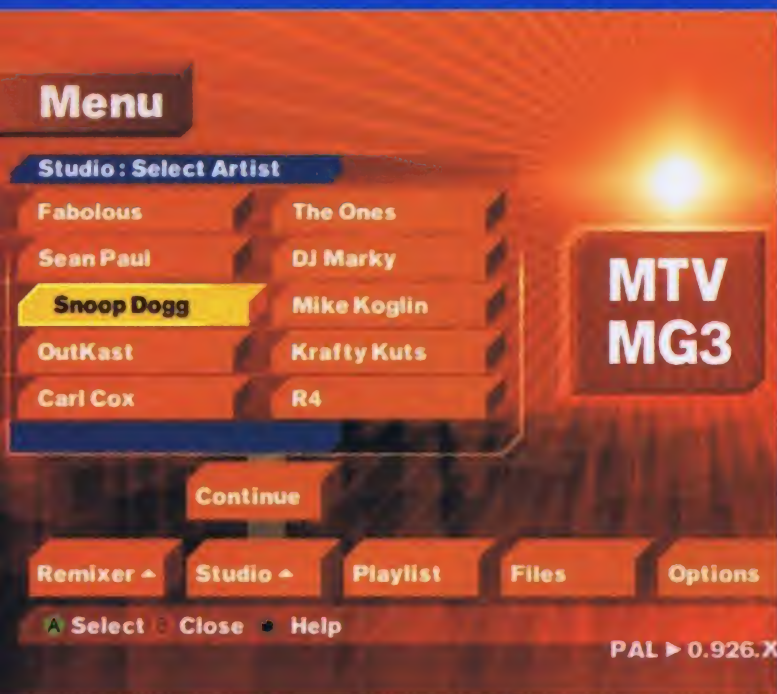 Menu
Studio: Select Artist
Fabolous
The Ones
Sean Paul
DJ Marky
Snoop Dogg
Mike Koglin
OutKast
Krafty Kuts
Carl Cox
R4
MTV
MG3
Continue
Remixer
Studio
Playlist
Files
Options
A Select
Close
Help
PAL ▶ 0.926.X